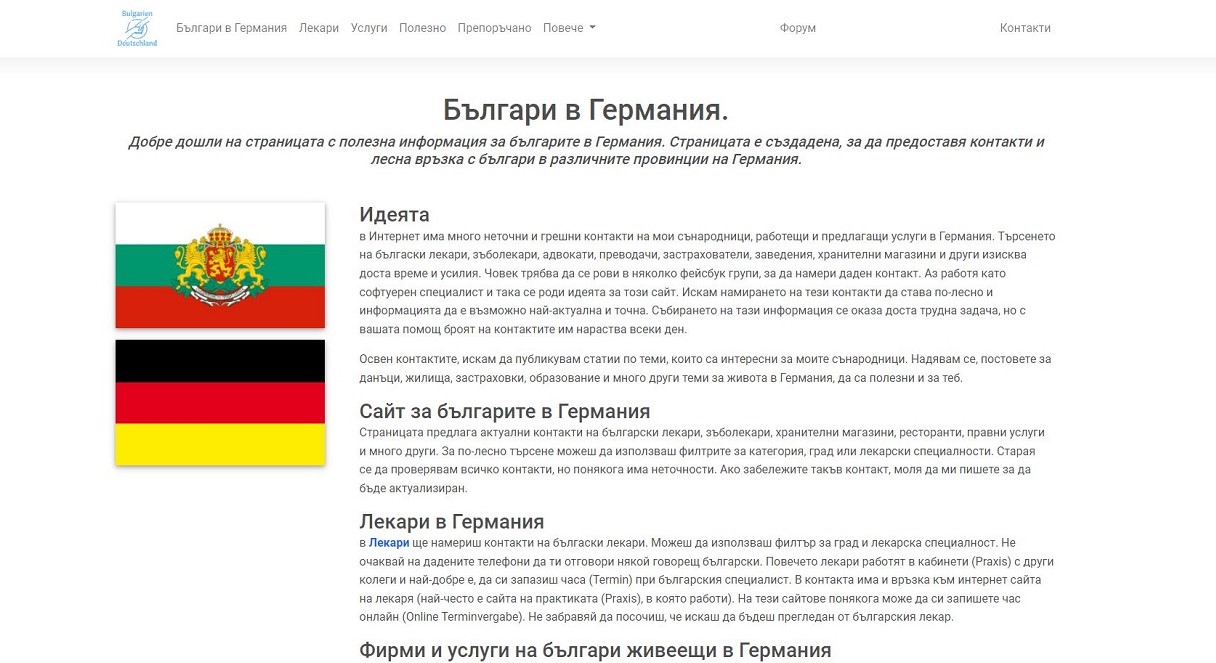 Bulgarien
Deutschland
Българи в Германия Лекари Услуги Полезно Препоръчано Повече Форум Контакти
Българи в Германия.
Добре дошли на страницата с полезна информация за българите в Германия. Страницата е създадена, за да предоставя контакти и
лесна връзка с българи в различните провинции на Германия.
Идеята
в Интернет има много неточни и грешни контакти на мои сънародници, работещи и предлагащи услуги в Германия. Търсенето
на бългаски лекари, зъболекари, адвокати, преводачи, застрахователи, заведения, хранителни магазини и други изисква
доста време и усилия. Човек трябва да се рови в няколко фейсбук групи, за да намери даден контакт. Аз работя като
софтуерен специалист и така се роди идеята за този сайт. Искам намирането на тези контакти да става по-лесно и
информацията да е възможно най-актуална и точна. Събирането на тази информация се оказа доста трудна задача, но с
вашата помощ броят на контактите им нараства всеки ден.
Освен контактите, искам да публикувам статии по теми, които са интересни за моите сънародници. Надявам се, постовете за
данъци, жилища, застраховки, образование и много други теми за живота в Германия, да са полезни и за теб.
Сайт за българите в Германия
Страницата предлага актуални контакти на български лекари, зъболекари, хранителни магазини, ресторанти, правни услуги
и много други. За по-лесно търсене можеш да използваш филтрите за категория, град или лекарски специалности. Старая
се да проверявам всичко контакти, но понякога има неточности. Ако забележите такъв контакт, моля да ми пишете за да
бъде актуализиран.
Лекари в Германия
в Лекари ще намериш контакти на бългаски лекари. Можеш да използваш филтър за град и лекарска специалност. Не
очаквай на дадените телефони да ти отговори някой говорещ български. Повечето лекари работят в кабинети (Praxis) с други
колеги и най-добре е, да си запазиш часа (Termin) при българския специалист. В контакта има и връзка към интернет сайта
на лекаря (най-често е сайта на практиката (Praxis), в която работи). На тези сайтове понякога може да си запишете час
онлайн (Online Terminvergabe). Не забравяй да посочиш, че искаш да бъдеш прегледан от българския лекар.
Фирми и услуги на българи живеещи в Германия